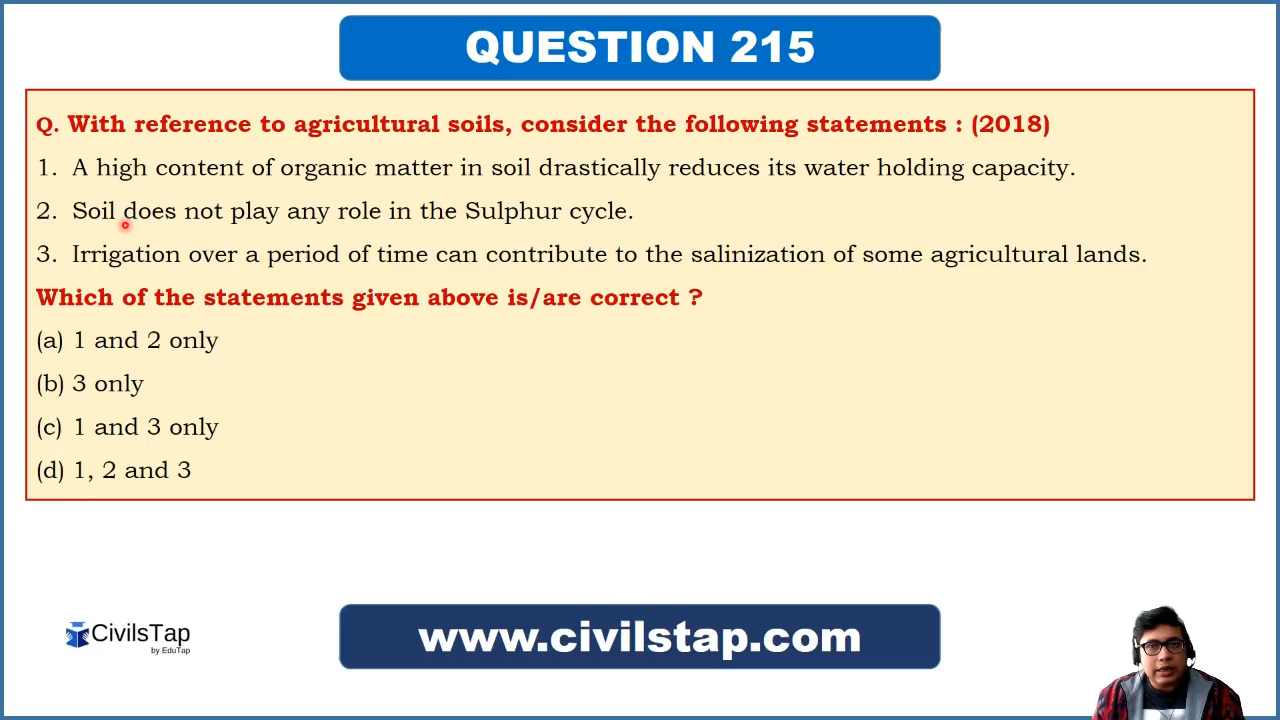 QUESTION 215
Q. With reference to agricultural soils, consider the following statements : (2018)
1. A high content of organic matter in soil drastically reduces its water holding capacity.
2. Soil does not play any role in the Sulphur cycle.
3. Irrigation over a period of time can contribute to the salinization of some agricultural lands.
Which of the statements given above is/are correct ?
(a) 1 and 2 only
(b) 3 only
(c) 1 and 3 only
(d) 1, 2 and 3
CivilsTap
by EduTap
www.civilstap.com